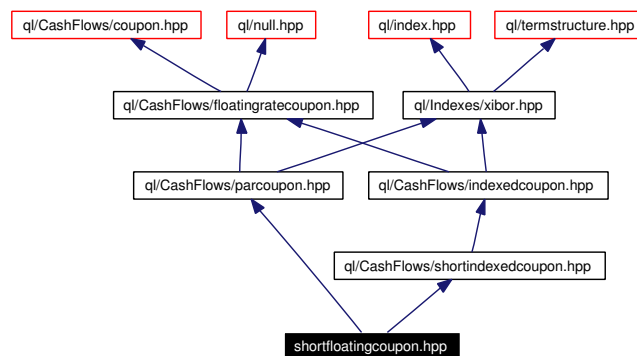 ql/CashFlows/coupon.hpp
ql/null.hpp
ql/index.hpp
ql/termstructure.hpp
ql/CashFlows/floatingratecoupon.hpp
ql/Indexes/xibor.hpp
ql/CashFlows/parcoupon.hpp
ql/CashFlows/indexedcoupon.hpp
ql/CashFlows/shortindexedcoupon.hpp
shortfloatingcoupon.hpp